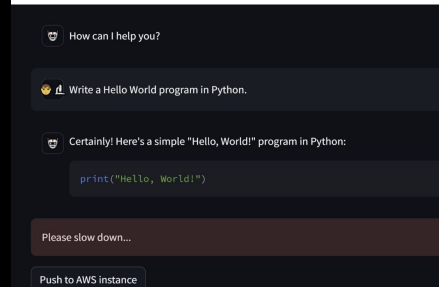 How can I help you?
Write a Hello World program in Python.
Certainly! Here's a simple "Hello, World!" program in Python:
print("Hello, World!")
Please slow down...
Push to AWS instance